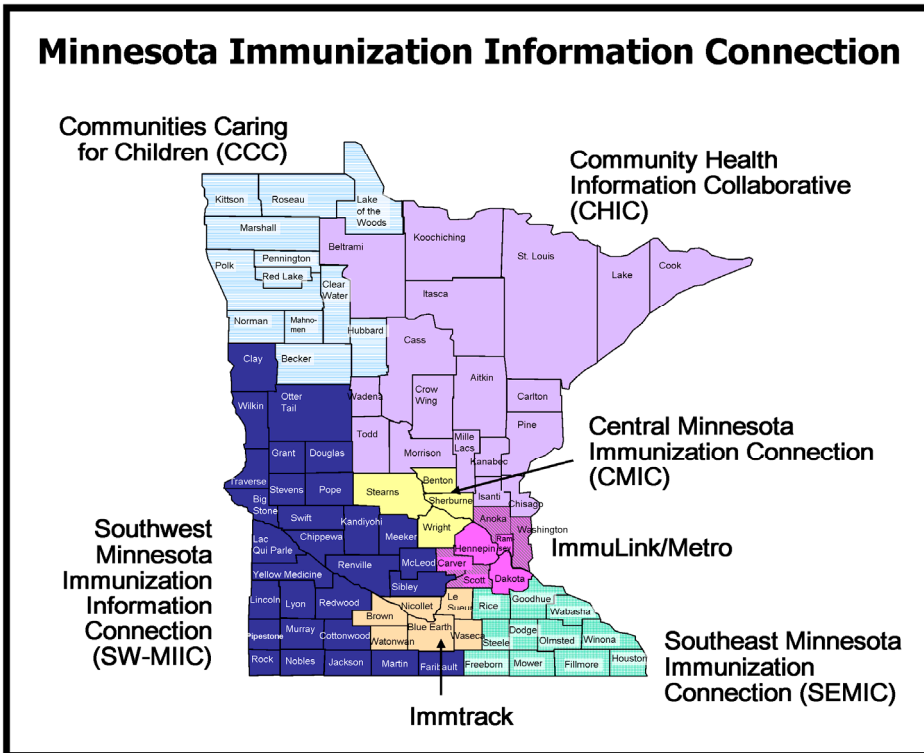 Minnesota Immunization Information Connection
Communities Caring
for Children (CCC)
Community Health
Information Collaborative
(CHIC)
Kittson
Roseau
Lake
of the
Woods
Marshall
Koochiching
Beltrami
St. Louis
Lake
Cook
Pennington
Polk
Red Lake
Clear
Water
Itasca
Norman
Mahno-
men
Hubbard
Cass
Clay
Becker
Aitkin
Otter
Tail
Wadena
Crow
Wing
Carlton
Wilkin
Pine
Todd
Mille
Lacs
Morrison
Kanabec
Grant
Douglas
Central Minnesota
Immunization Connection
(CMIC)
Benton
Traverse
Stevens
Pope
Stearns
Sherburne
Isanti
Chisago
Big
Stone
Swift
Kandiyohi
Wright
Anoka
Washington
Southwest
Minnesota
Immunization
Information
Connection
(SW-MIIC)
Lac
Qui Parle
Chippewa
Meeker
Hennepin
Ram
sey
ImmuLink/Metro
Yellow Medicine
Renville
McLeod
Carver
Scott
Dakota
Sibley
Lincoln
Lyon
Redwood
Nicollet
Le
Sueur
Rice
Goodhue
Wabasha
Brown
Pipestone
Murray
Cottonwood
Watonwan
Blue Earth
Waseca
Steele
Dodge
Olmsted
Winona
Rock
Nobles
Jackson
Martin
Faribault
Freeborn
Mower
Fillmore
Houston
Southeast Minnesota
Immunization
Connection (SEMIC)
Immtrack